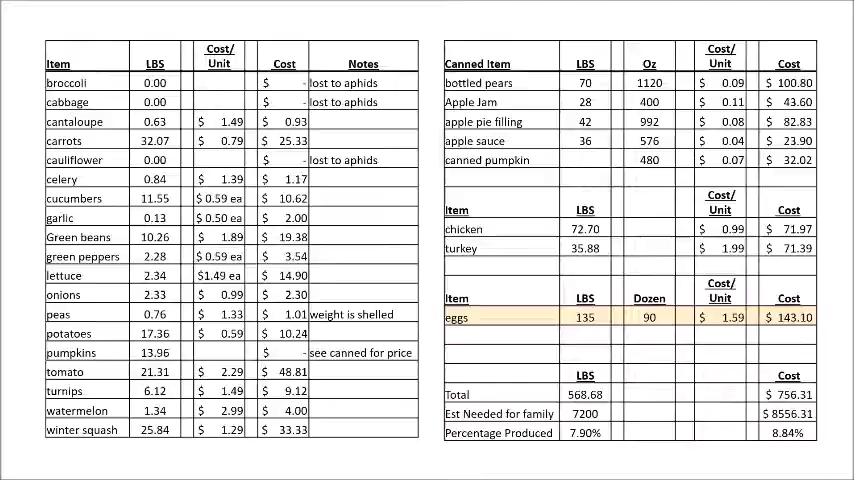 Item LBS Cost/ Unit Cost Notes
broccoli 0.00 $ - lost to aphids
cabbage 0.00 $ - lost to aphids
cantaloupe 0.63 $ 1.49 $ 0.93
carrots 32.07 $ 0.79 $ 25.33
cauliflower 0.00 $ - lost to aphids
celery 0.84 $ 1.39 $ 1.17
cucumbers 11.55 $ 0.59 ea $ 10.62
garlic 0.13 $ 0.50 ea $ 2.00
Green beans 10.26 $ 1.89 $ 19.38
green peppers 2.28 $ 0.59 ea $ 3.54
lettuce 2.34 $1.49 ea $ 14.90
onions 2.33 $ 0.99 $ 2.30
peas 0.76 $ 1.33 $ 1.01 weight is shelled
potatoes 17.36 $ 0.59 $ 10.24
pumpkins 13.96 $ - see canned for price
tomato 21.31 $ 2.29 $ 48.81
turnips 6.12 $ 1.49 $ 9.12
watermelon 1.34 $ 2.99 $ 4.00
winter squash 25.84 $ 1.29 $ 33.33
Canned Item LBS Oz Cost/ Unit Cost
bottled pears 70 1120 $ 0.09 $ 100.80
Apple Jam 28 400 $ 0.11 $ 43.60
apple pie filling 42 992 $ 0.08 $ 82.83
apple sauce 36 576 $ 0.04 $ 23.90
canned pumpkin 480 $ 0.07 $ 32.02
Item LBS Cost/ Unit Cost
chicken 72.70 $ 0.99 $ 71.97
turkey 35.88 $ 1.99 $ 71.39
Item LBS Dozen Cost/ Unit Cost
eggs 135 90 $ 1.59 $ 143.10
LBS Cost
Total 568.68 $ 756.31
Est Needed for family 7200 $ 8556.31
Percentage Produced 7.90% 8.84%